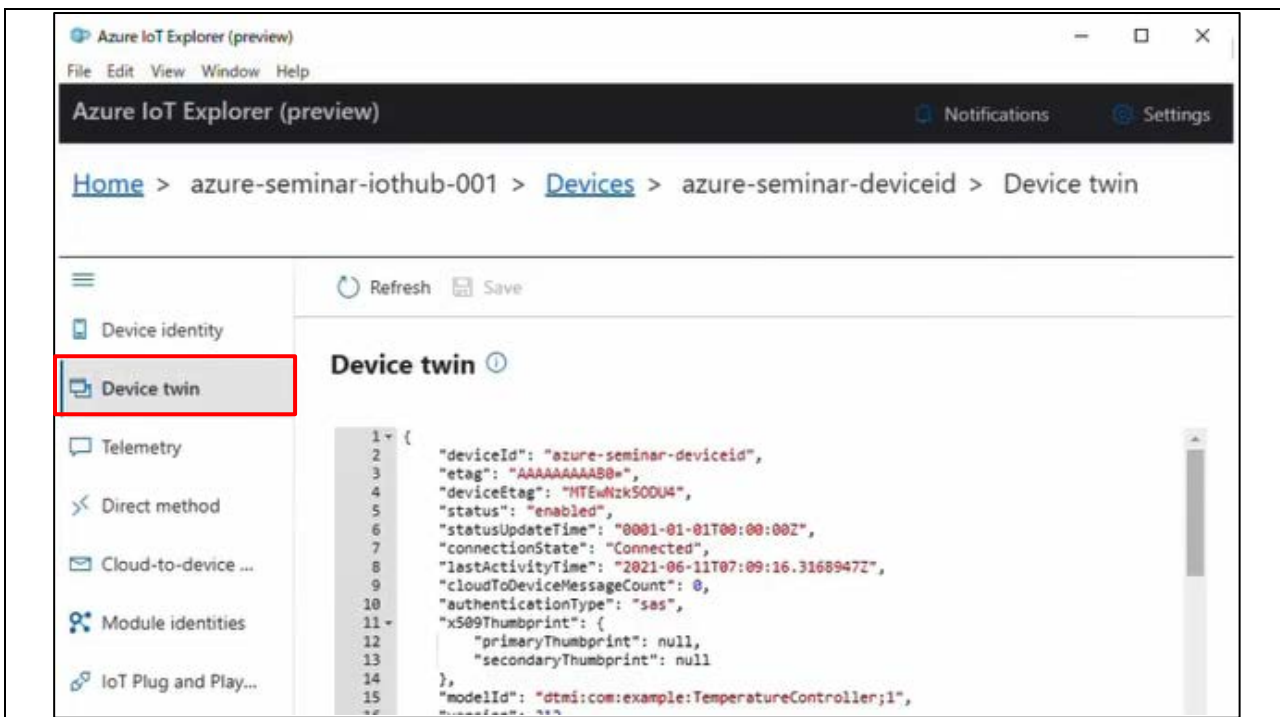 Azure IoT Explorer (preview)
File Edit View Window Help
Azure IoT Explorer (preview) Notifications Settings
Home > azure-seminar-iothub-001 > Devices > azure-seminar-deviceid > Device twin
Refresh Save
Device identity
Device twin
Telemetry
Direct method
Cloud-to-device ...
Module identities
IoT Plug and Play...
Device twin
1 {
2 "deviceId": "azure-seminar-deviceid",
3 "etag": "AAAAAAAAAB0=",
4 "deviceEtag": "MTEwNzk5ODU4",
5 "status": "enabled",
6 "statusUpdateTime": "0001-01-01T00:00:00Z",
7 "connectionState": "Connected",
8 "lastActivityTime": "2021-06-11T07:09:16.3168947Z",
9 "cloudToDeviceMessageCount": 0,
10 "authenticationType": "sas",
11 "x509Thumbprint": {
12 "primaryThumbprint": null,
13 "secondaryThumbprint": null
14 },
15 "modelId": "dtmi:com:example:TemperatureController;1",